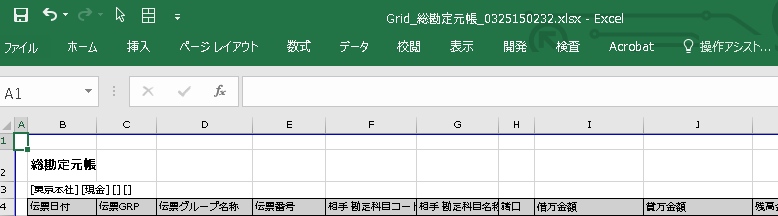 Grid_総勘定元帳_0325150232.xlsx - Excel
ファイル ホーム 挿入 ページ レイアウト 数式 データ 校閲 表示 開発 検査 Acrobat 操作アシスト...
A1 fx
A B C D E F G H I J
1
2 総勘定元帳
3 [東京本社] [現金] [] []
4 伝票日付 伝票GRP 伝票グループ名称 伝票番号 相手 勘定科目コート 相手 勘定科目名称 諸口 借方金額 貸方金額 残高